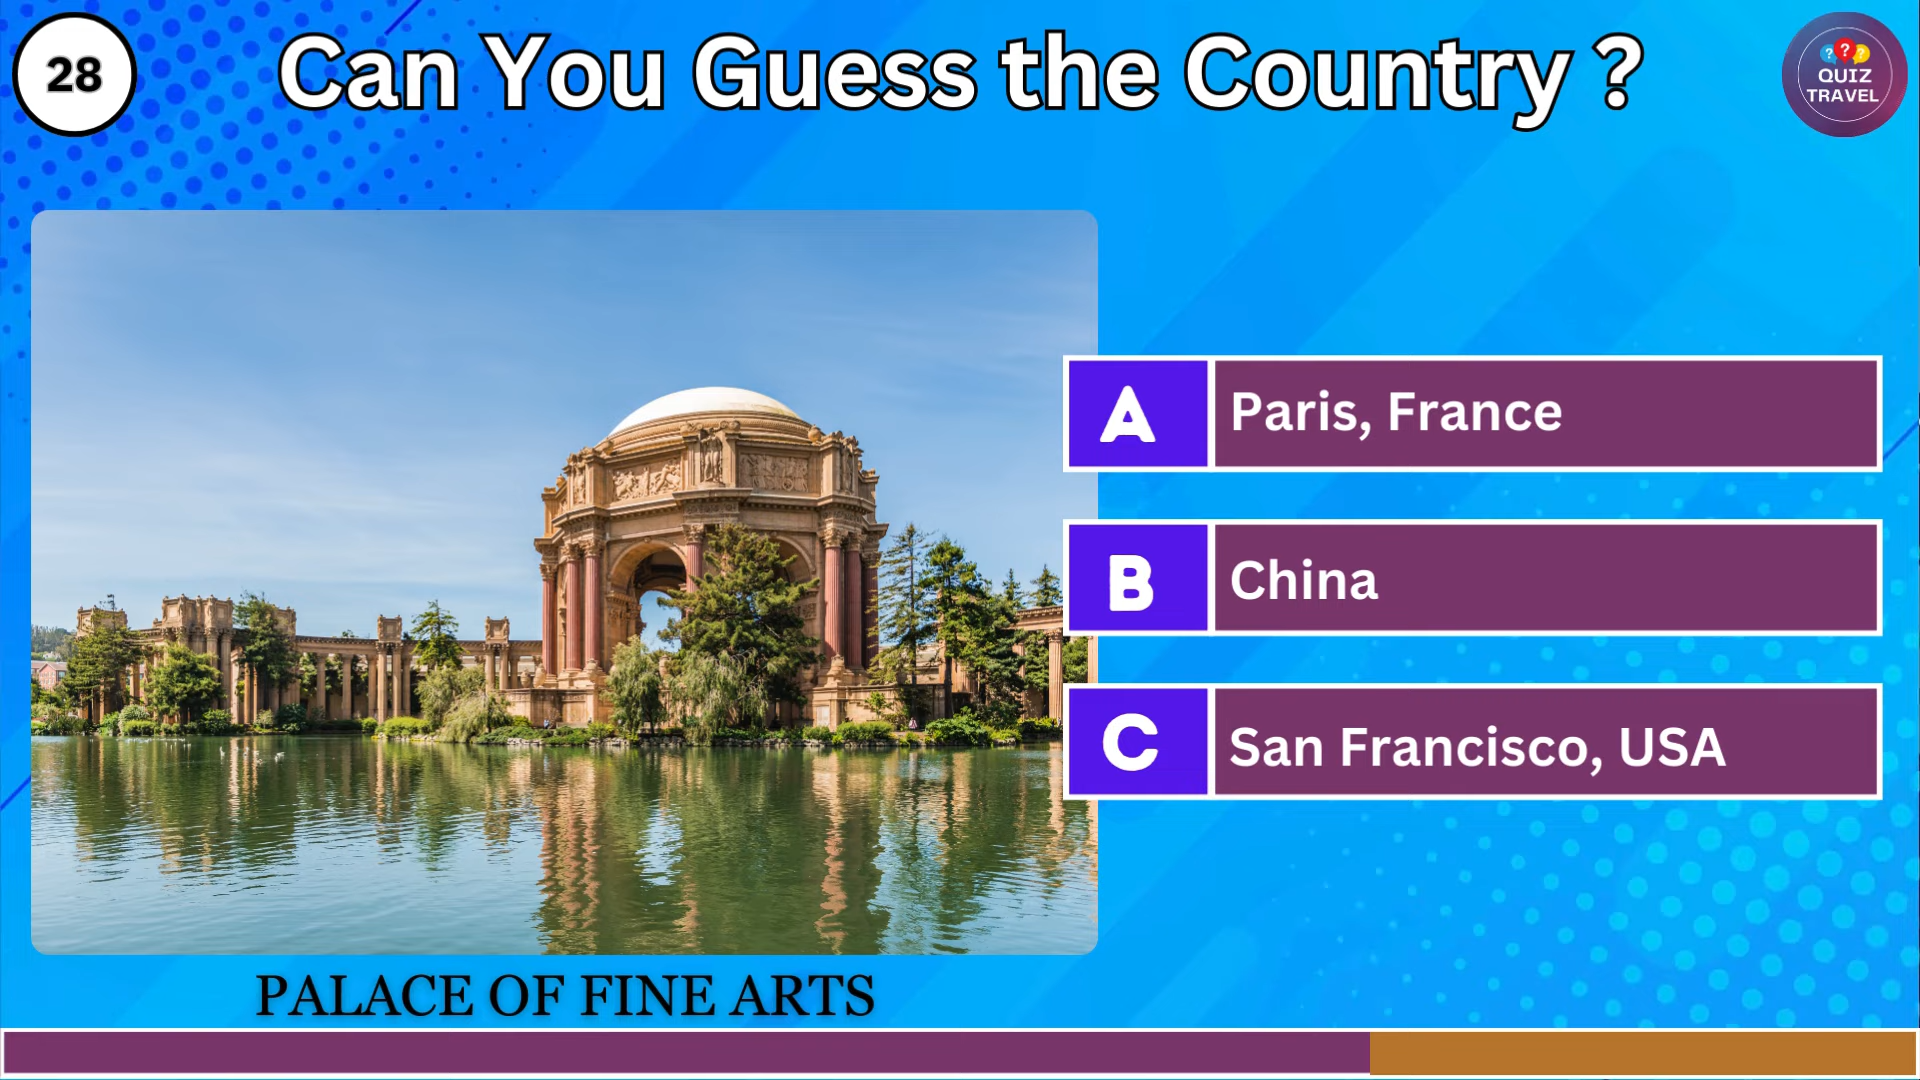 28
Can You Guess the Country ?
? ? ?
QUIZ
TRAVEL
A
Paris, France
B
China
C
San Francisco, USA
PALACE OF FINE ARTS